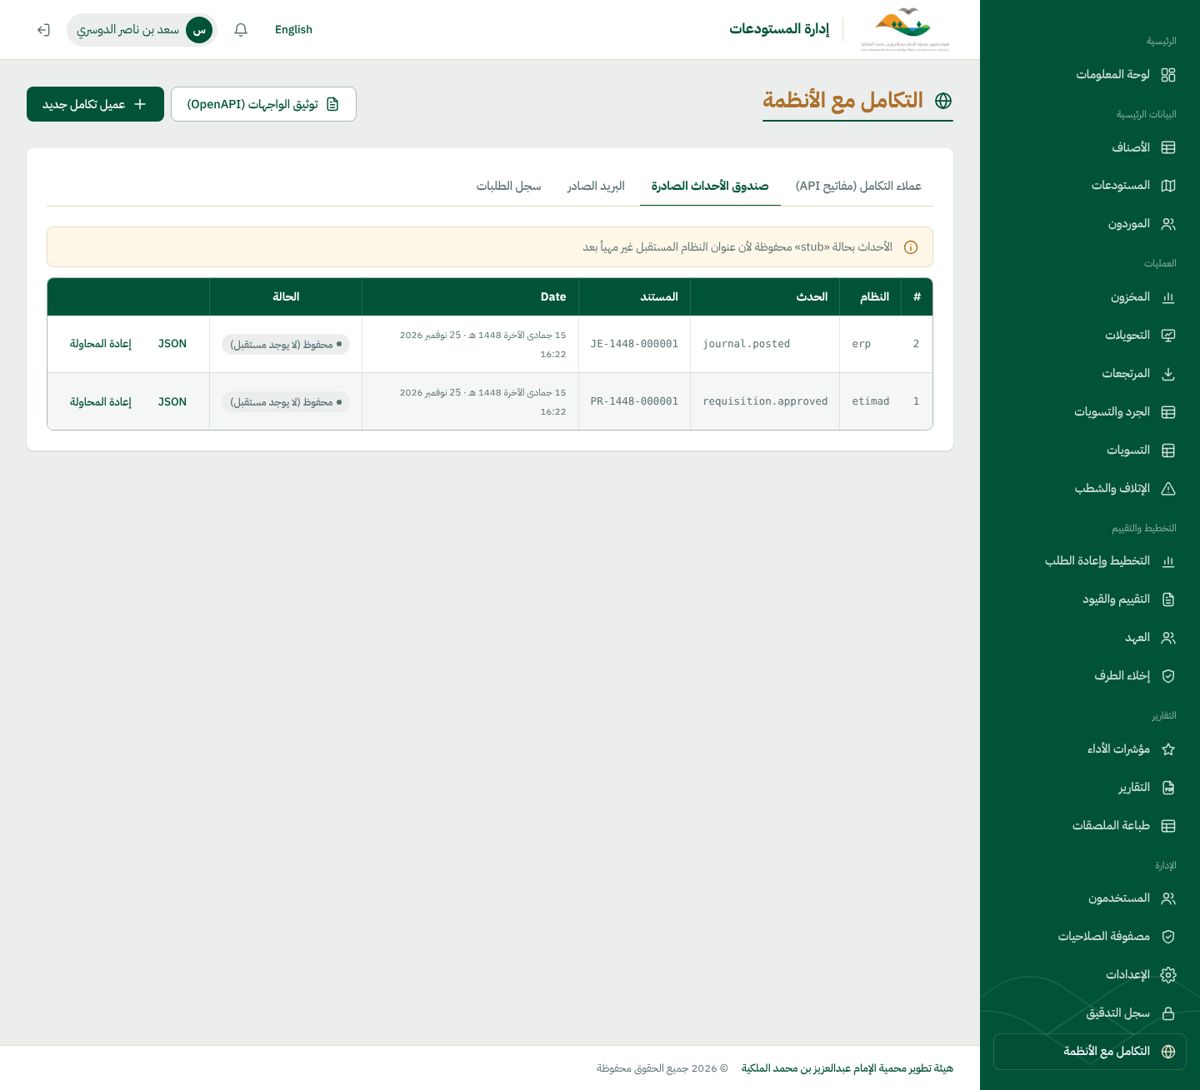 الرئيسية
لوحة المعلومات
البيانات الرئيسية
الأصناف
المستودعات
الموردون
العمليات
المخزون
التحويلات
المرتجعات
الجرد والتسويات
التسويات
الإتلاف والشطب
التخطيط والتقييم
التخطيط وإعادة الطلب
التقييم والقيود
العهد
إخلاء الطرف
التقارير
مؤشرات الأداء
التقارير
طباعة الملصقات
الإدارة
المستخدمون
مصفوفة الصلاحيات
الإعدادات
سجل التدقيق
التكامل مع الأنظمة
إدارة المستودعات
English
س
سعد بن ناصر الدوسري
التكامل مع الأنظمة
توثيق الواجهات (OpenAPI)
عميل تكامل جديد
عملاء التكامل (مفاتيح API)
صندوق الأحداث الصادرة
البريد الصادر
سجل الطلبات
الأحداث بحالة «stub» محفوظة لأن عنوان النظام المستقبل غير مهيأ بعد
# النظام الحدث المستند Date الحالة
2 erp journal.posted JE-1448-000001 15 جمادى الآخرة 1448 هـ · 25 نوفمبر 2026 محفوظ (لا يوجد مستقبل) JSON إعادة المحاولة
16:22
1 etimad requisition.approved PR-1448-000001 15 جمادى الآخرة 1448 هـ · 25 نوفمبر 2026 محفوظ (لا يوجد مستقبل) JSON إعادة المحاولة
16:22
هيئة تطوير محمية الإمام عبدالعزيز بن محمد الملكية © 2026 جميع الحقوق محفوظة